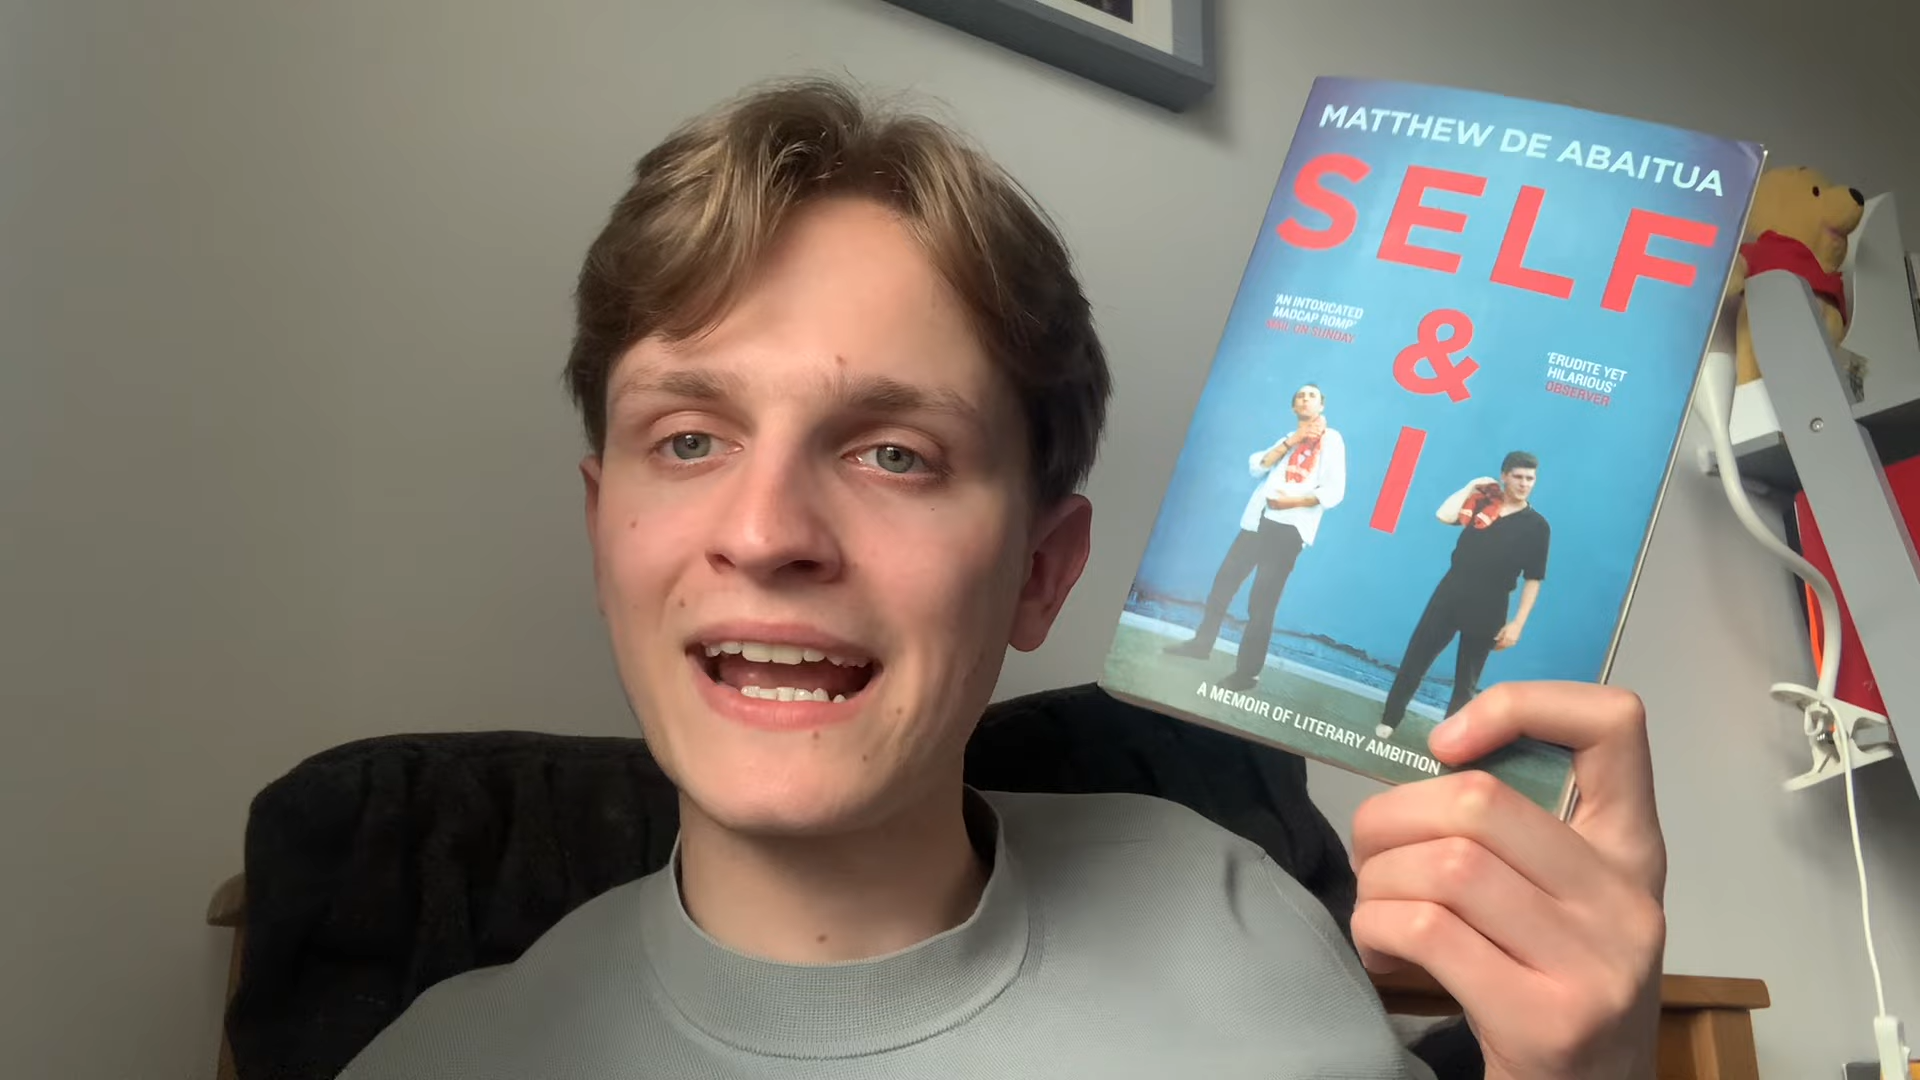 MATTHEW DE ABAITUA
SELF
&
I
'AN INTOXICATED
MADCAP ROMP'
MAIL ON SUNDAY
'ERUDITE YET
HILARIOUS'
OBSERVER
A MEMOIR OF LITERARY AMBITION